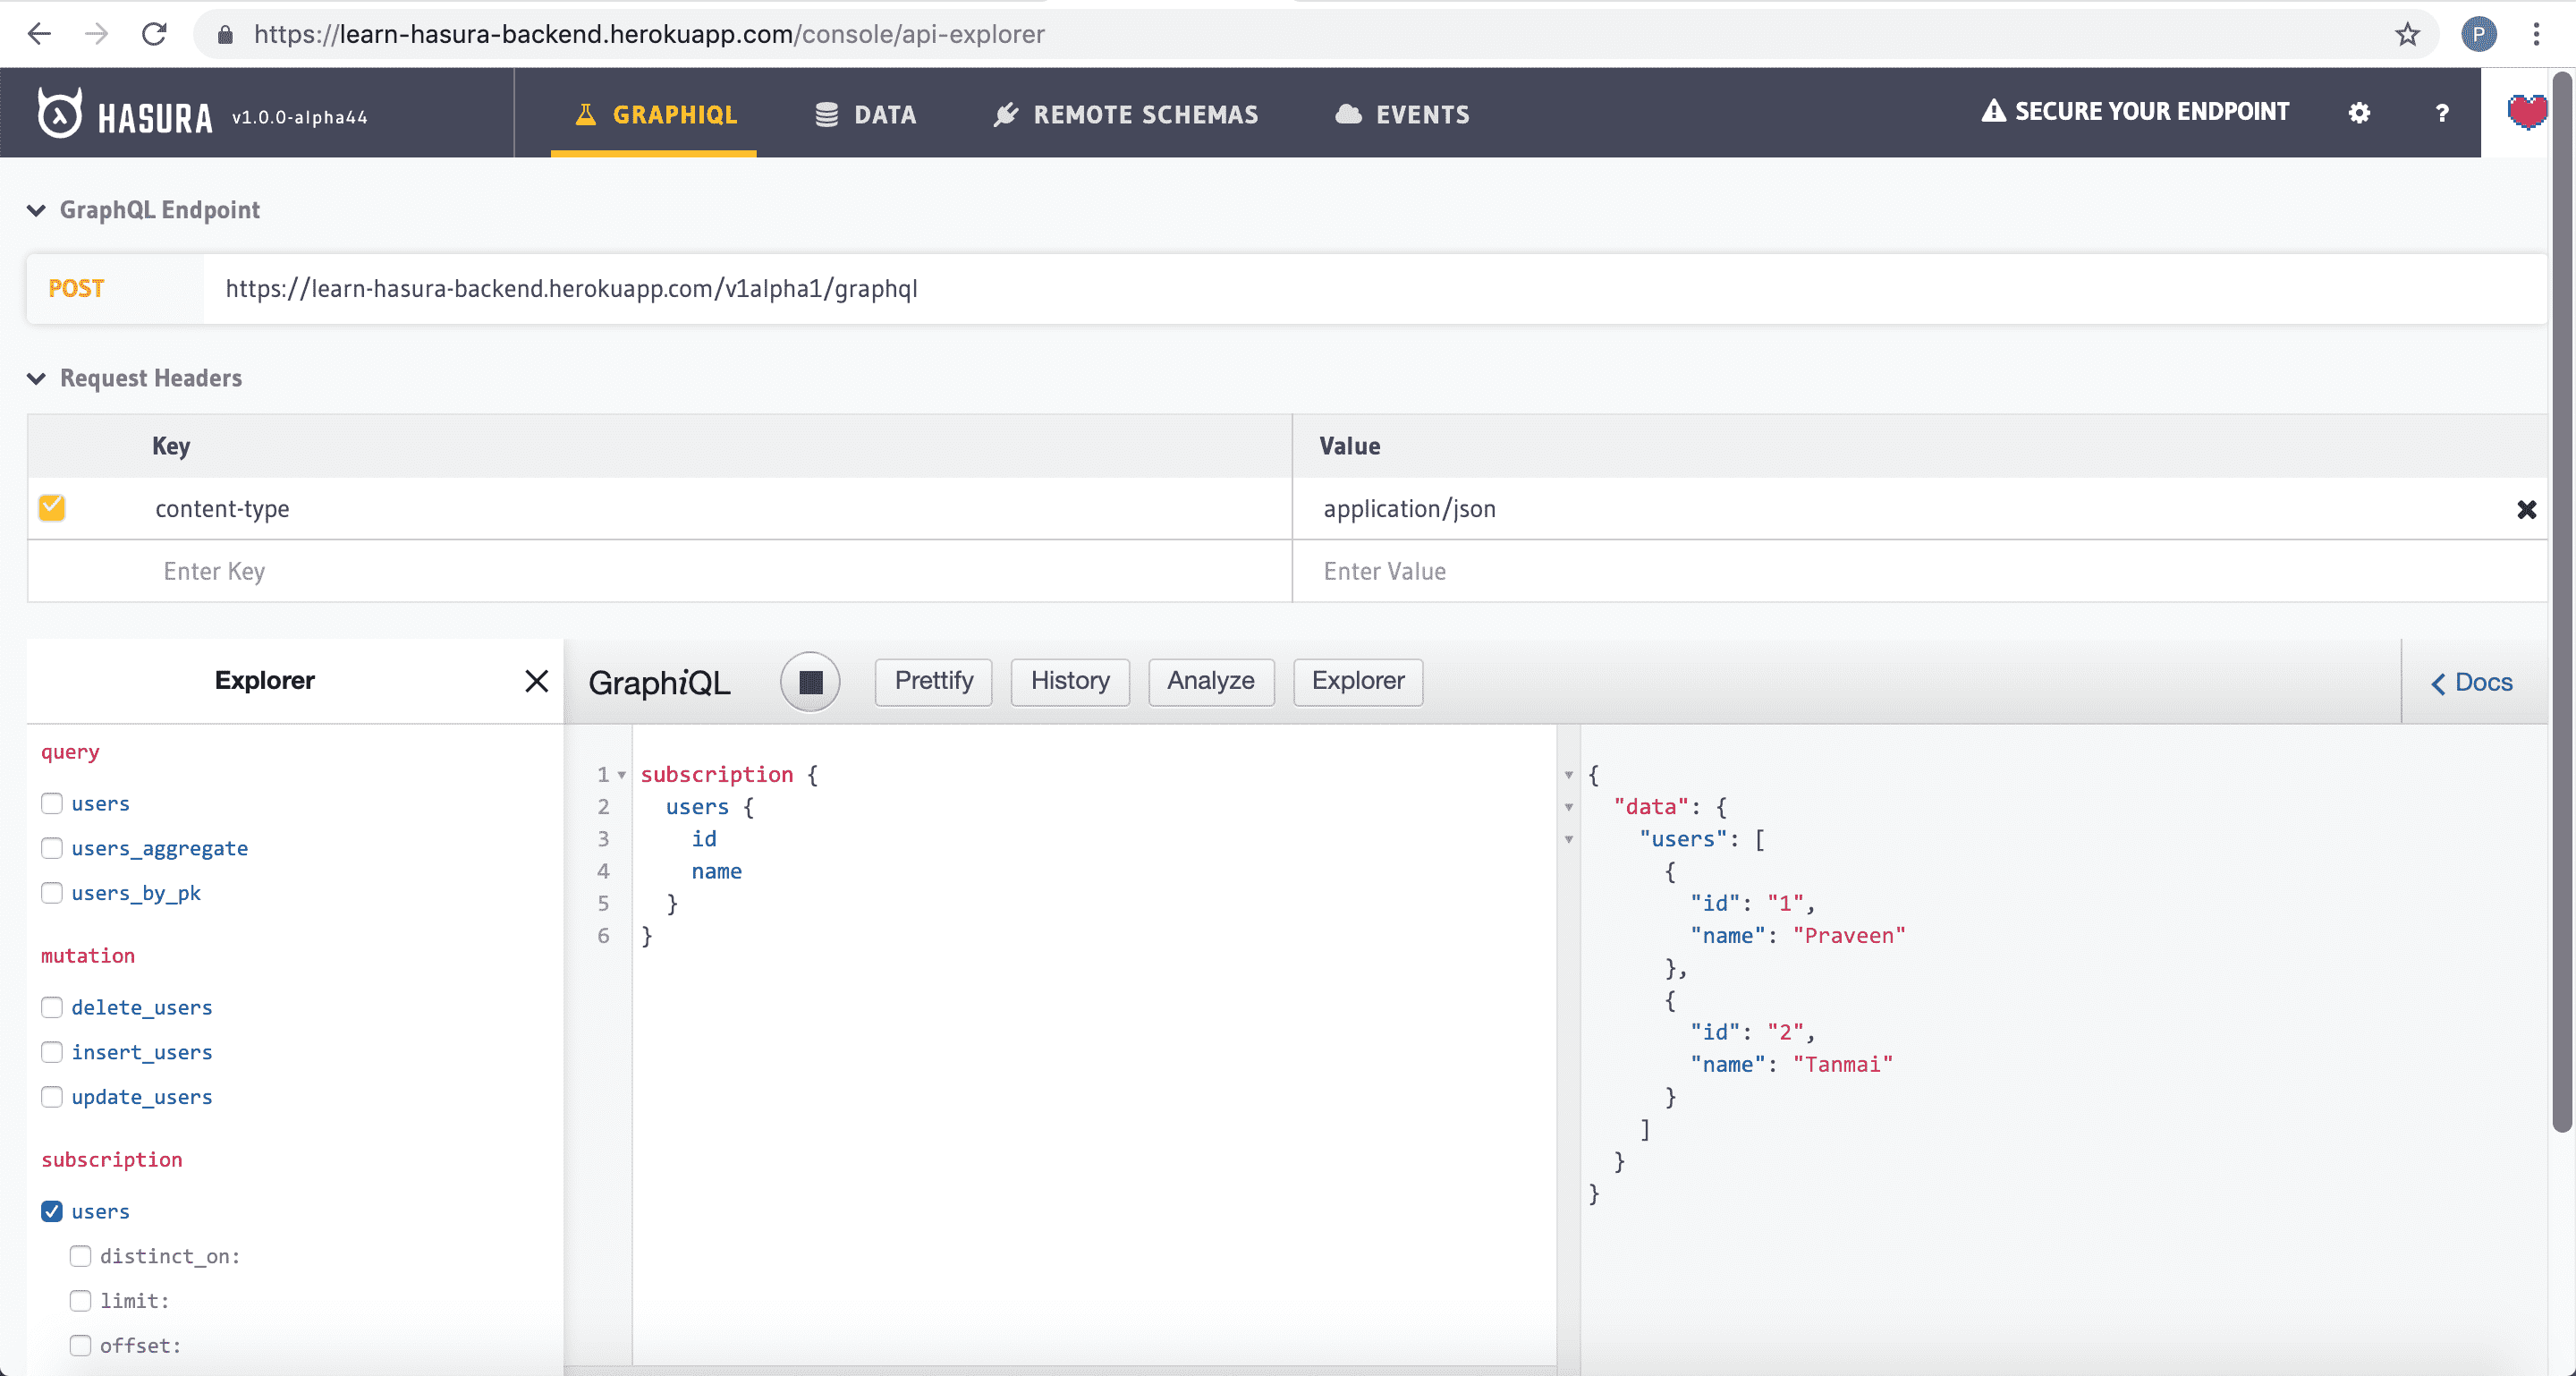 https://learn-hasura-backend.herokuapp.com/console/api-explorer
P
HASURA v1.0.0-alpha44
GRAPHIQL
DATA
REMOTE SCHEMAS
EVENTS
SECURE YOUR ENDPOINT
?
GraphQL Endpoint
POST https://learn-hasura-backend.herokuapp.com/v1alpha1/graphql
Request Headers
Key Value
content-type application/json
Enter Key Enter Value
Explorer
GraphiQL
Prettify
History
Analyze
Explorer
Docs
query
users
users_aggregate
users_by_pk
mutation
delete_users
insert_users
update_users
subscription
users
distinct_on:
limit:
offset:
1 subscription {
2 users {
3 id
4 name
5 }
6 }
{
"data": {
"users": [
{
"id": "1",
"name": "Praveen"
},
{
"id": "2",
"name": "Tanmai"
}
]
}
}